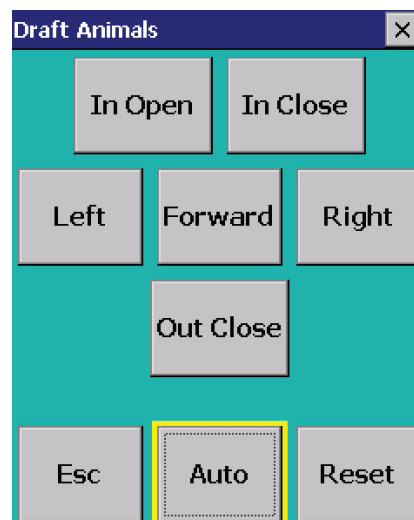 Draft Animals
In Open In Close
Left Forward Right
Out Close
Esc Auto Reset